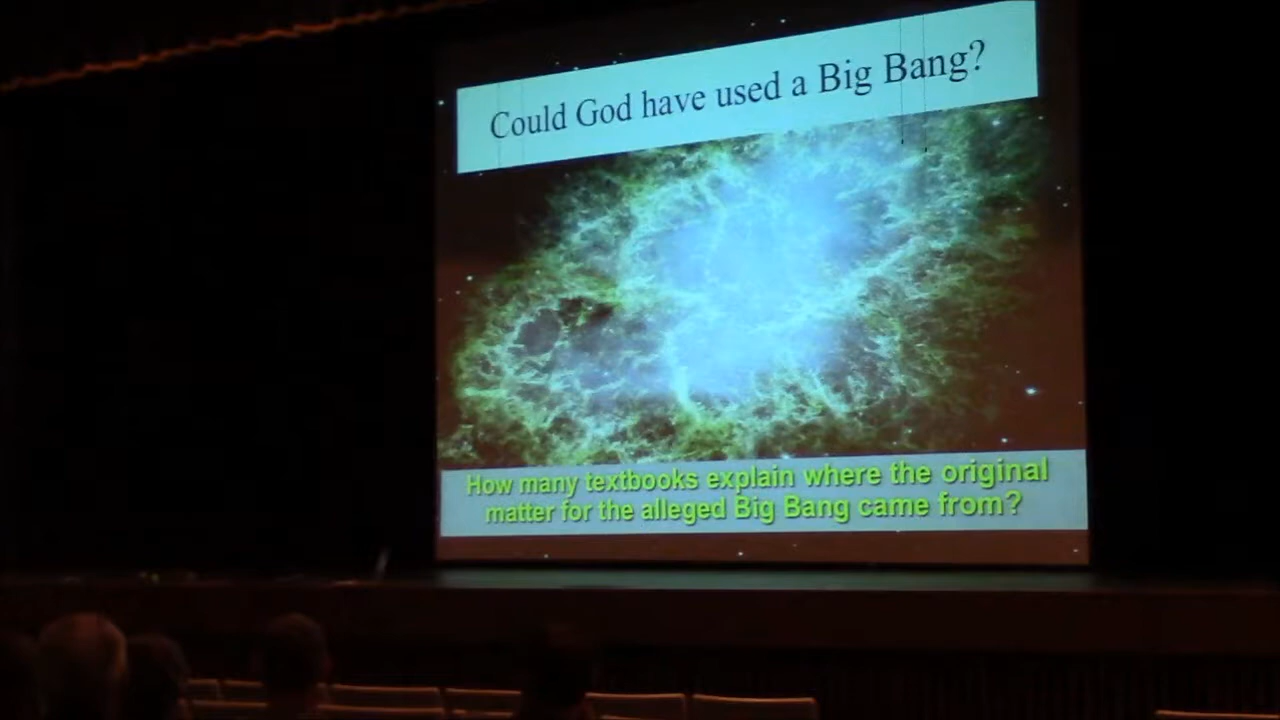 Could God have used a Big Bang?
How many textbooks explain where the original
matter for the alleged Big Bang came from?